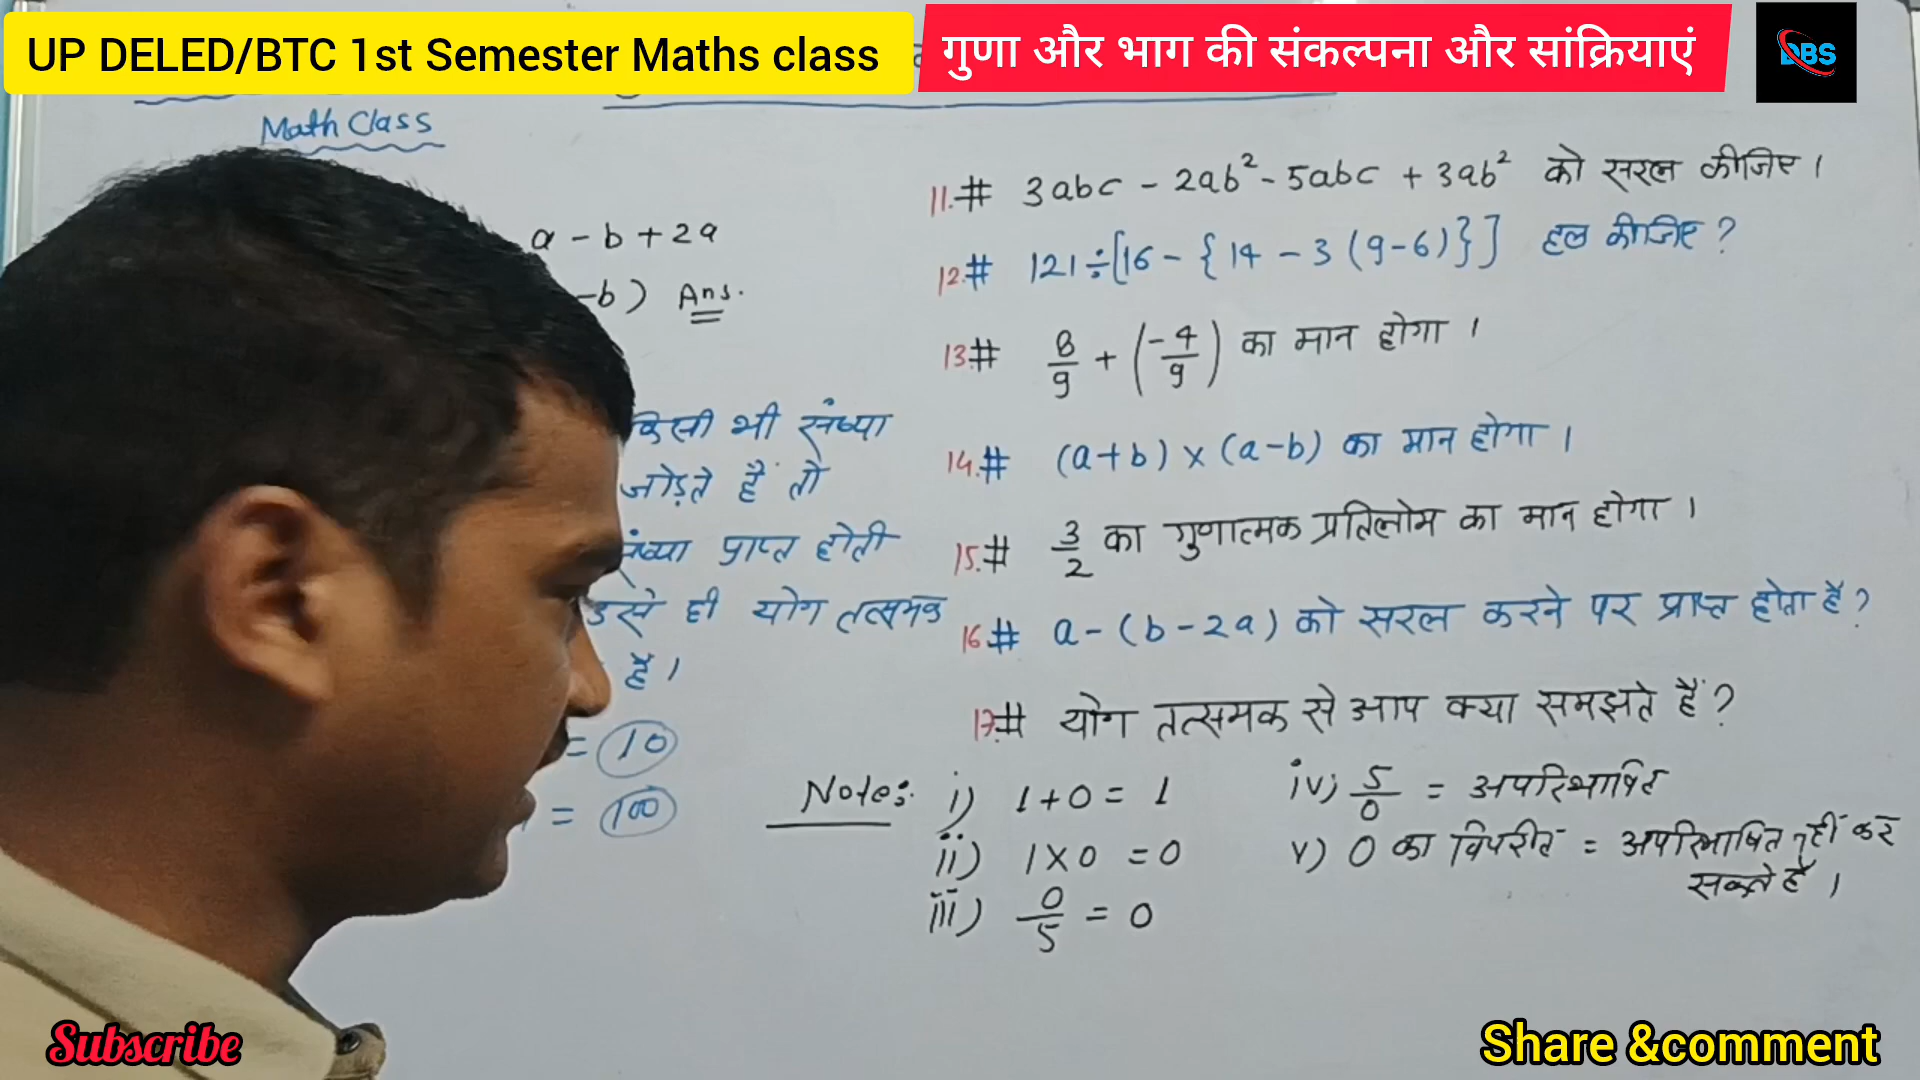 UP DELED/BTC 1st Semester Maths class
गुणा और भाग की संकल्पना और सांक्रियाएं
DBS
Math Class
a - b + 2a
-b) Ans.
किसी भी संख्या
जोड़ते हैं तो
संख्या प्राप्त होती
उसे ही योग तत्समक
हैं।
= 10
= 100
11.# 3abc - 2ab² - 5abc + 3ab² को सरल कीजिए।
12.# 121÷[16 - {14 - 3(9-6)}] हल कीजिए?
13.# 8/9 + (-4/9) का मान होगा।
14.# (a+b) × (a-b) का मान होगा।
15.# 3/2 का गुणात्मक प्रतिलोम का मान होगा।
16.# a-(b-2a) को सरल करने पर प्राप्त होता है?
17.# योग तत्समक से आप क्या समझते हैं?
Note:
i) 1+0 = 1
ii) 1×0 = 0
iii) 0/5 = 0
iv) 5/0 = अपरिभाषित
v) 0 का विपरीत = अपरिभाषित नहीं कर
सकते हैं।
Subscribe
Share &comment